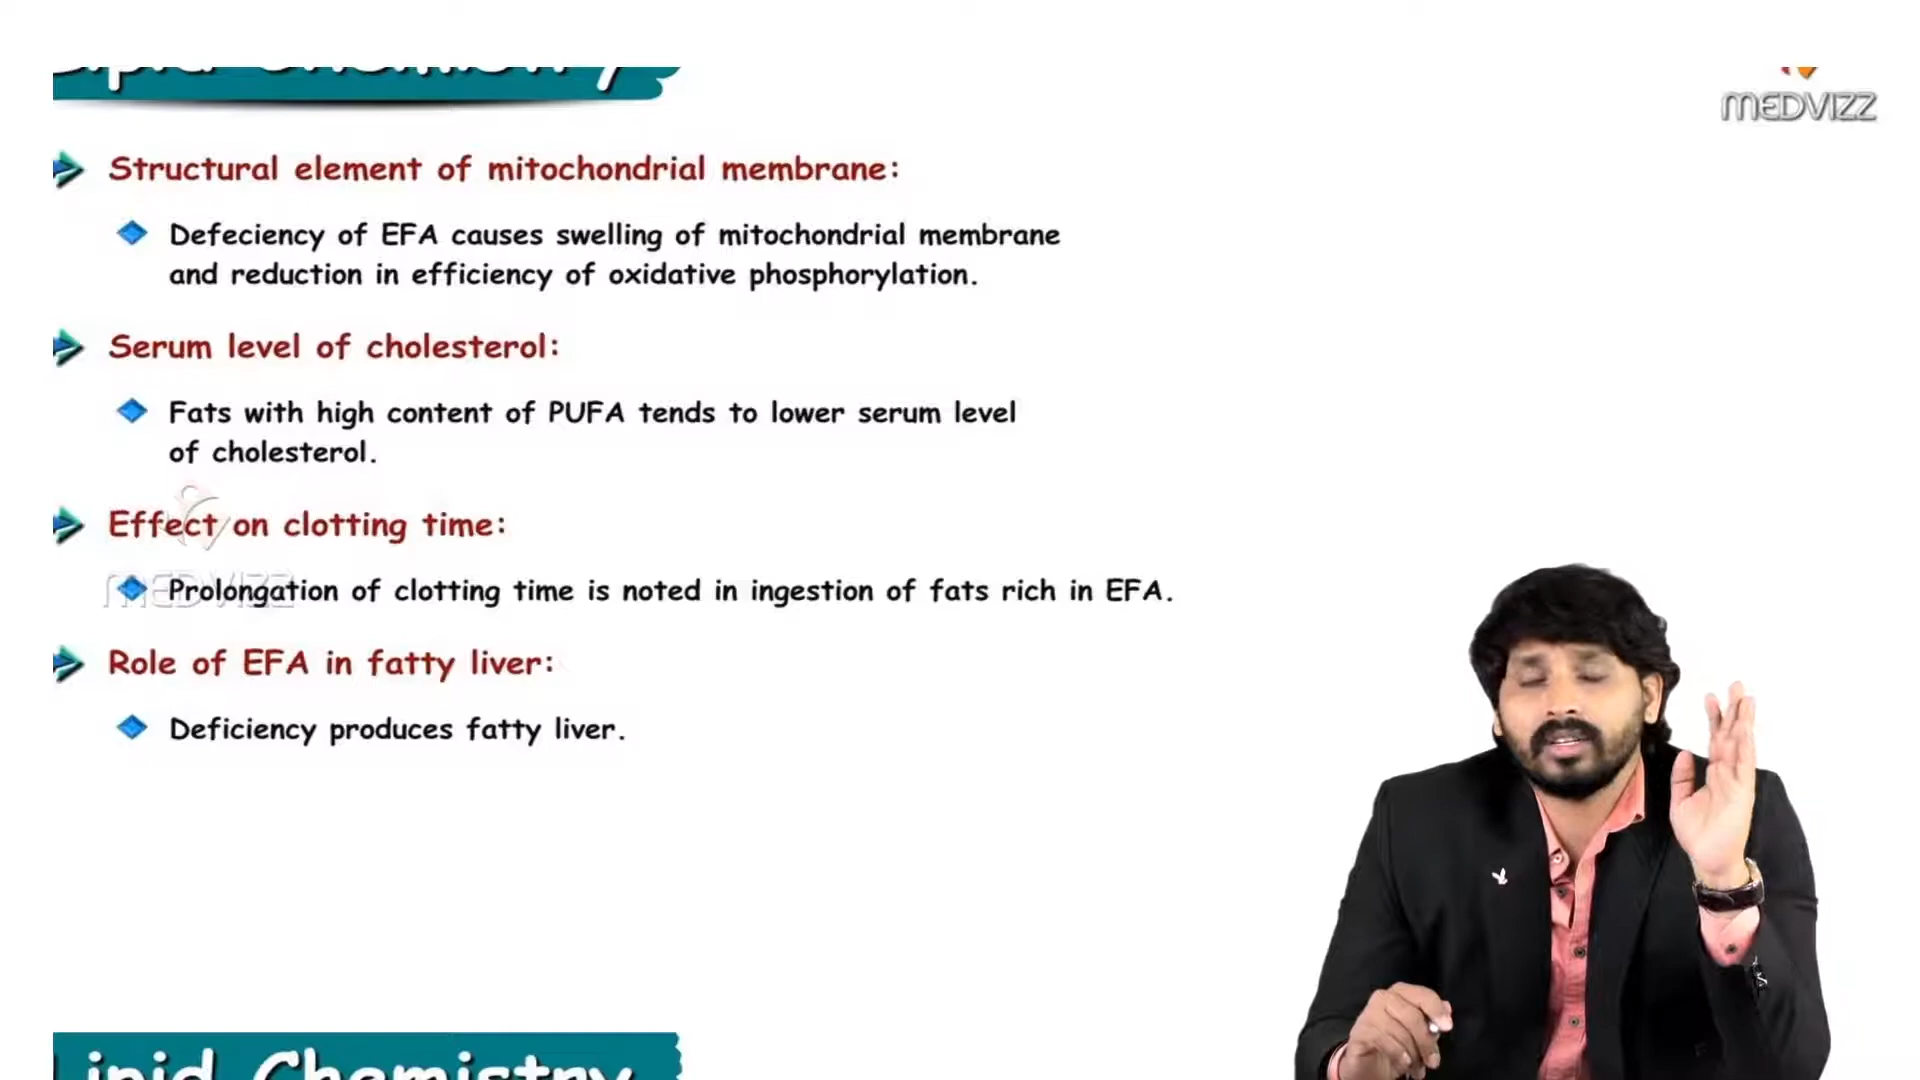 Lipid Chemistry
MEDVIZZ
Structural element of mitochondrial membrane:
Defeciency of EFA causes swelling of mitochondrial membrane
and reduction in efficiency of oxidative phosphorylation.
Serum level of cholesterol:
Fats with high content of PUFA tends to lower serum level
of cholesterol.
Effect on clotting time:
MEDVIZZ
Prolongation of clotting time is noted in ingestion of fats rich in EFA.
Role of EFA in fatty liver:
Deficiency produces fatty liver.
Lipid Chemistry